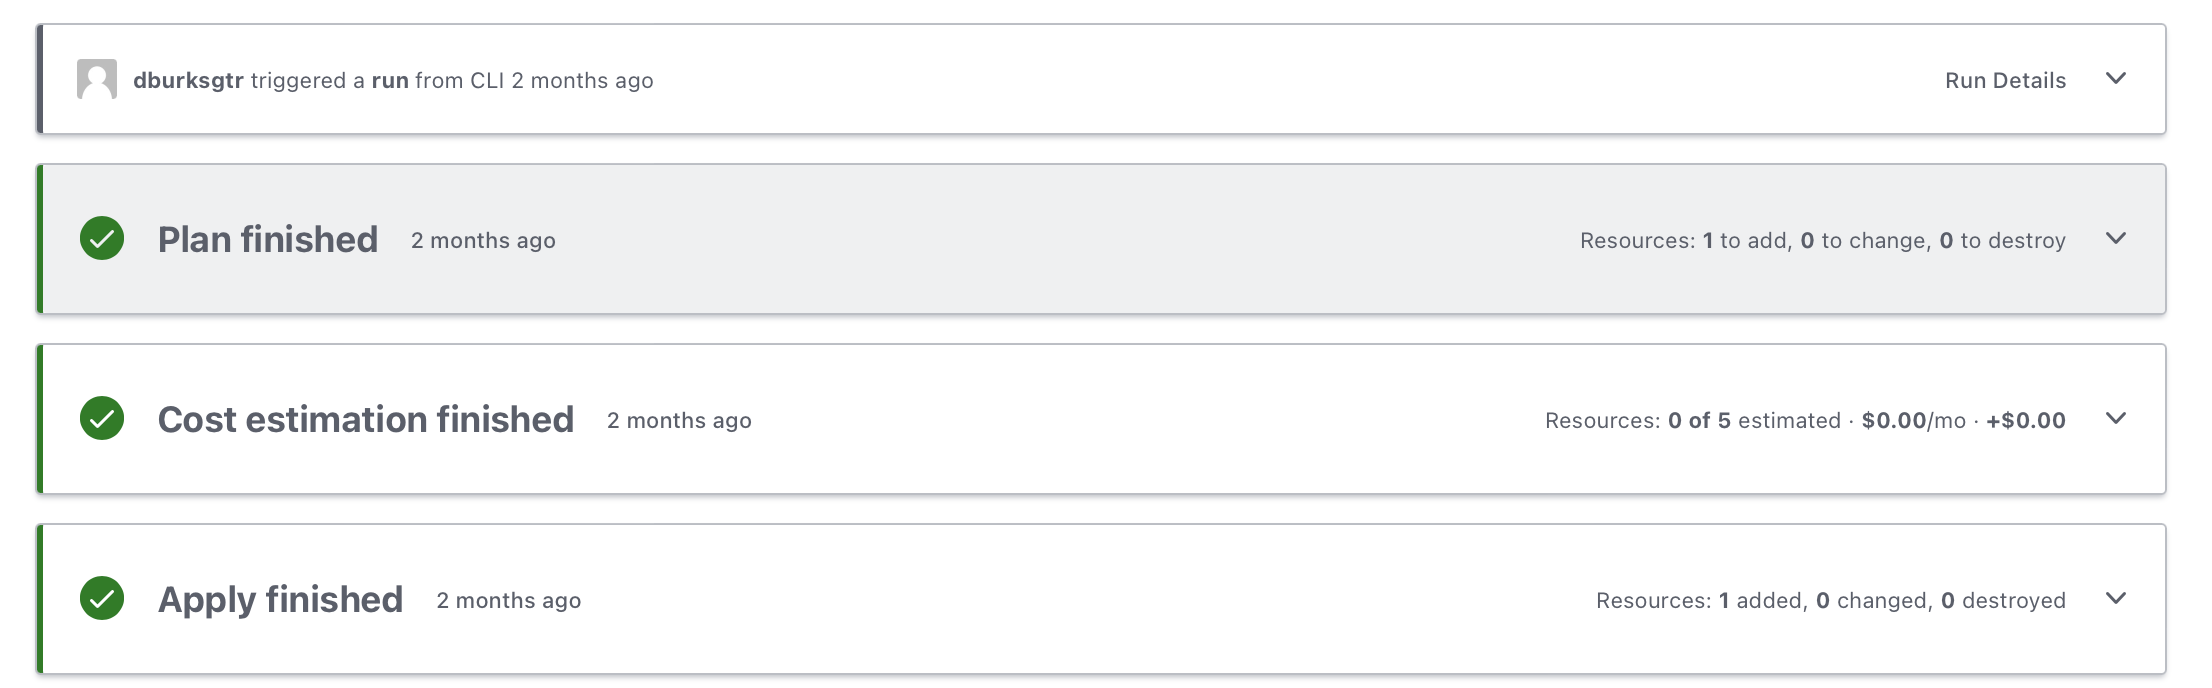 dburksgtr triggered a run from CLI 2 months ago
Run Details
Plan finished
2 months ago
Resources: 1 to add, 0 to change, 0 to destroy
Cost estimation finished
2 months ago
Resources: 0 of 5 estimated · $0.00/mo · +$0.00
Apply finished
2 months ago
Resources: 1 added, 0 changed, 0 destroyed